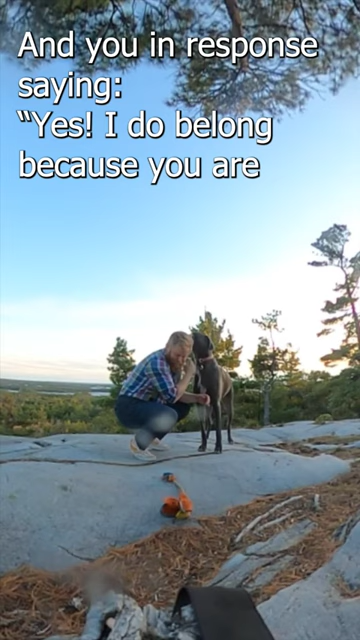 And you in response
saying:
“Yes! I do belong
because you are